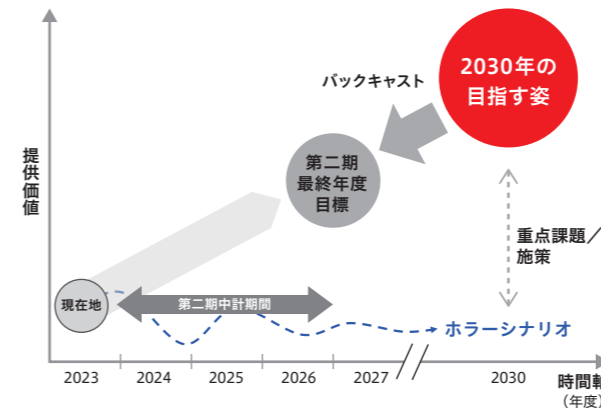 2030年の
目指す姿
バックキャスト
第二期
最終年度
目標
提供価値
重点課題／
施策
現在地
第二期中計期間
ホラーシナリオ
2023
2024
2025
2026
2027
2030
時間軸
（年度）